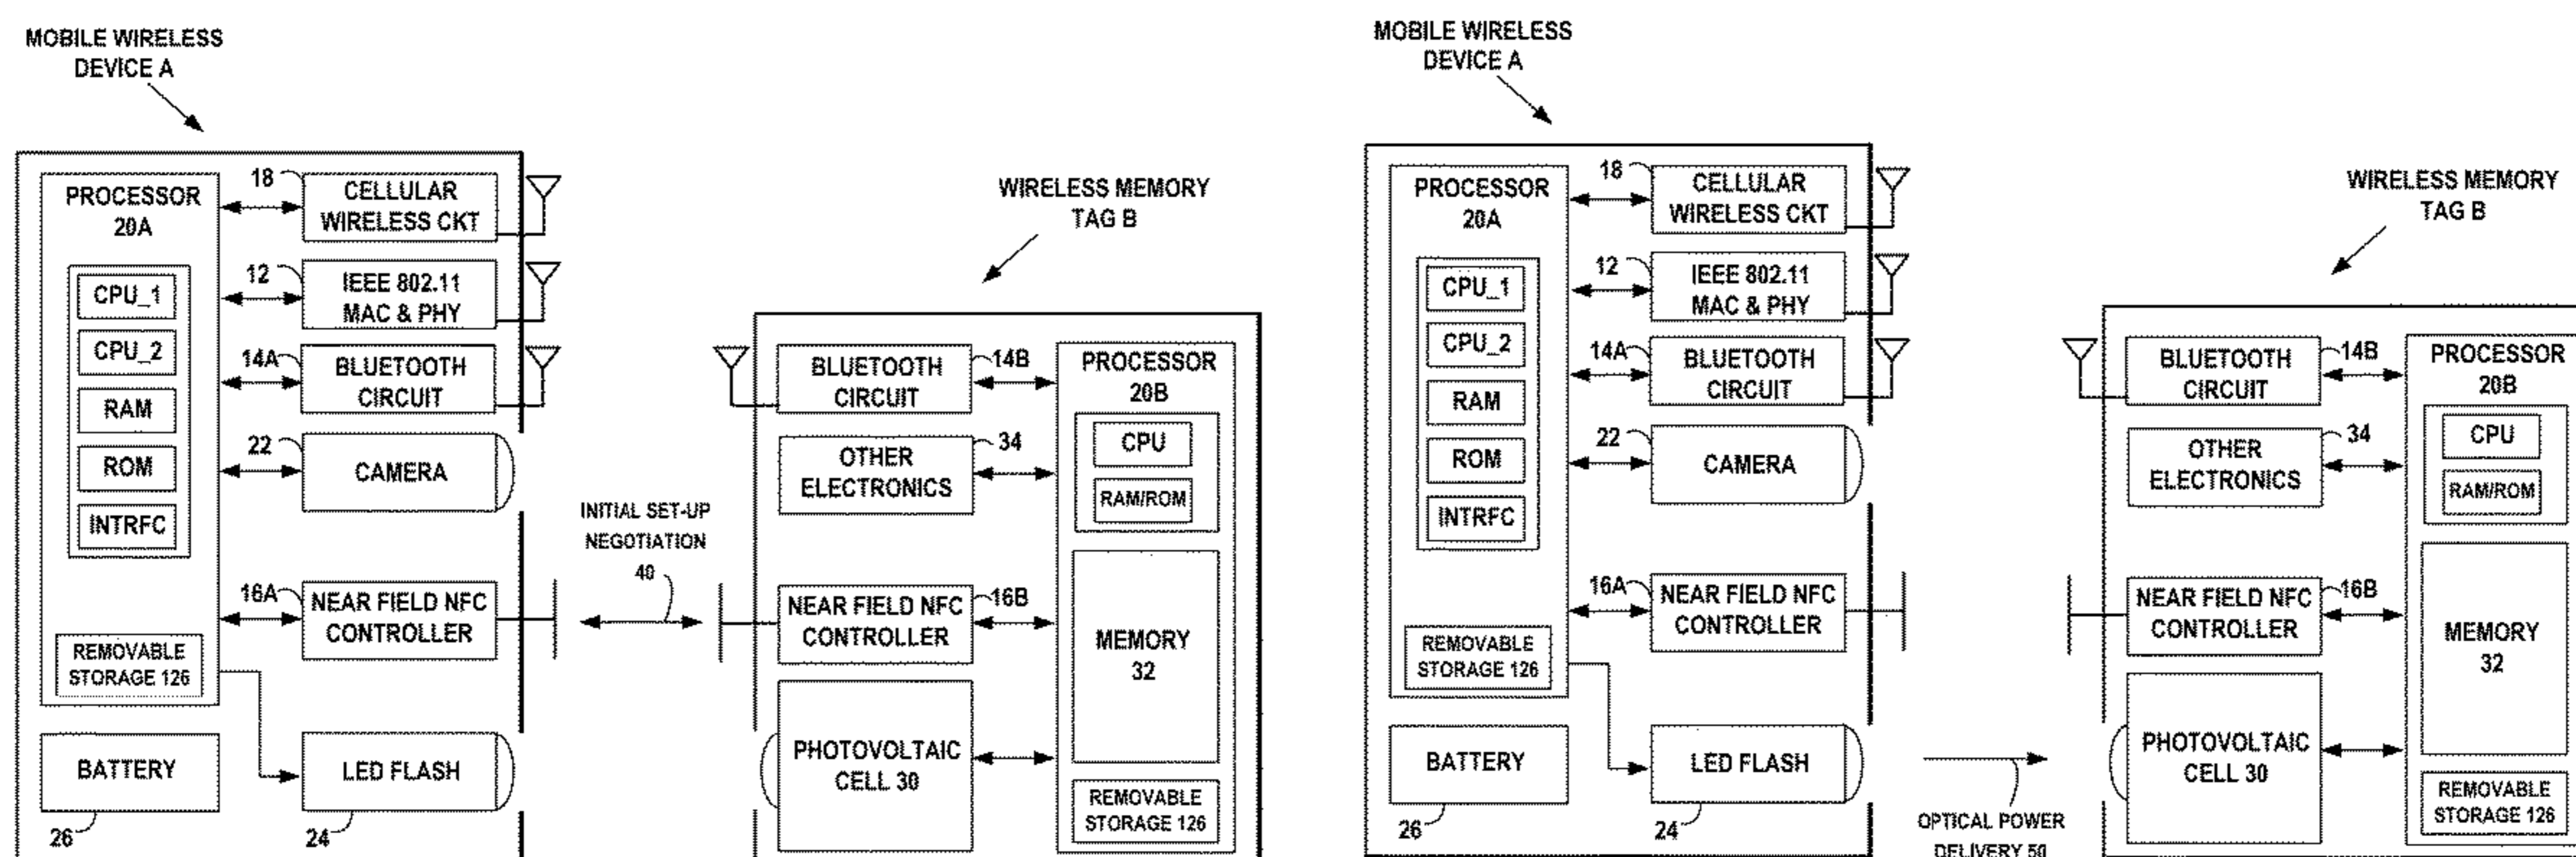 MOBILE WIRELESS
DEVICE A
PROCESSOR
20A
CPU_1
CPU_2
RAM
ROM
INTRFC
REMOVABLE
STORAGE 126
BATTERY
26
18
CELLULAR
WIRELESS CKT
12
IEEE 802.11
MAC & PHY
14A
BLUETOOTH
CIRCUIT
22
CAMERA
16A
NEAR FIELD NFC
CONTROLLER
LED FLASH
24
INITIAL SET-UP
NEGOTIATION
40
WIRELESS MEMORY
TAG B
BLUETOOTH
CIRCUIT
14B
OTHER
ELECTRONICS
34
NEAR FIELD NFC
CONTROLLER
16B
PHOTOVOLTAIC
CELL 30
PROCESSOR
20B
CPU
RAM/ROM
MEMORY
32
REMOVABLE
STORAGE 126
MOBILE WIRELESS
DEVICE A
PROCESSOR
20A
CPU_1
CPU_2
RAM
ROM
INTRFC
REMOVABLE
STORAGE 126
BATTERY
26
18
CELLULAR
WIRELESS CKT
12
IEEE 802.11
MAC & PHY
14A
BLUETOOTH
CIRCUIT
22
CAMERA
16A
NEAR FIELD NFC
CONTROLLER
LED FLASH
24
OPTICAL POWER
DELIVERY 50
WIRELESS MEMORY
TAG B
BLUETOOTH
CIRCUIT
14B
OTHER
ELECTRONICS
34
NEAR FIELD NFC
CONTROLLER
16B
PHOTOVOLTAIC
CELL 30
PROCESSOR
20B
CPU
RAM/ROM
MEMORY
32
REMOVABLE
STORAGE 126